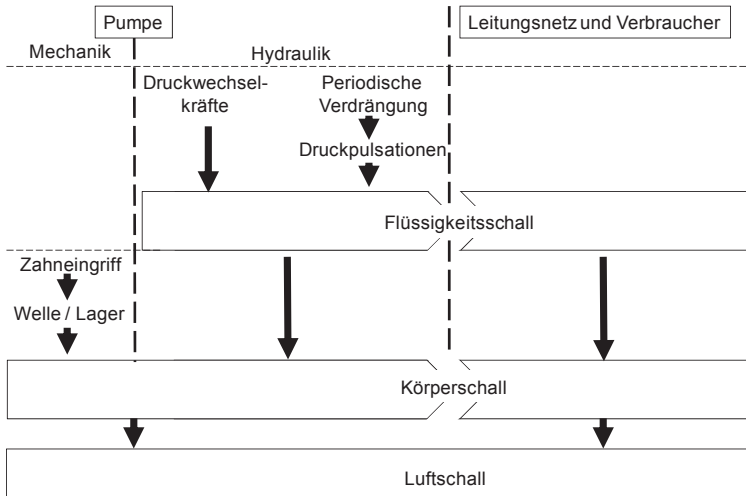 Pumpe
Leitungsnetz und Verbraucher
Mechanik
Hydraulik
Druckwechsel-
kräfte
Periodische
Verdrängung
Druckpulsationen
Flüssigkeitsschall
Zahneingriff
Welle / Lager
Körperschall
Luftschall